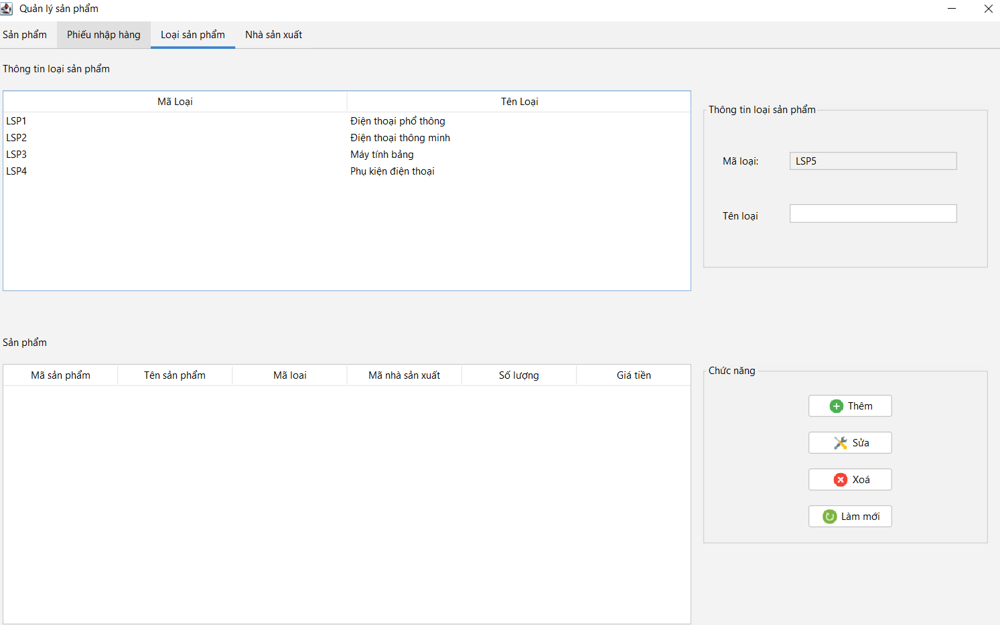 Quản lý sản phẩm
Sản phẩm Phiếu nhập hàng Loại sản phẩm Nhà sản xuất
Thông tin loại sản phẩm
Mã Loại Tên Loại
LSP1 Điện thoại phổ thông
LSP2 Điện thoại thông minh
LSP3 Máy tính bảng
LSP4 Phụ kiện điện thoại
Thông tin loại sản phẩm
Mã loại: LSP5
Tên loại
Sản phẩm
Mã sản phẩm Tên sản phẩm Mã loai Mã nhà sản xuất Số lượng Giá tiền
Chức năng
Thêm
Sửa
Xoá
Làm mới